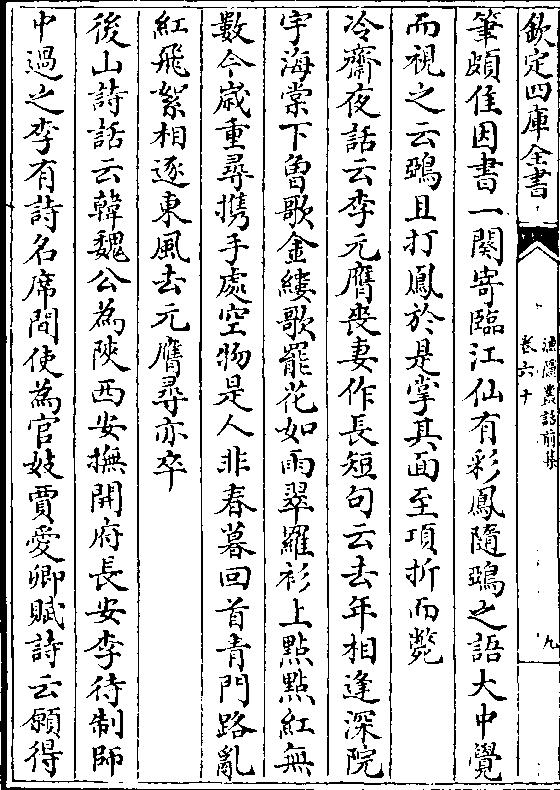 欽定四庫全書
漁隱叢話前集
卷六十
九
筆頗佳因書一闋寄臨江仙有彩鳳隨鴉之語大中覺
而視之云鴉且打鳳於是掌其面至項折而斃
冷齋夜話云李元膺喪妻作長短句云去年相逢深院
宇海棠下曽歌金縷歌罷花如雨翠羅衫上點點紅無
數今歳重尋攜手處空物是人非春暮回首青門路亂
紅飛絮相逐東風去元膺尋亦卒
後山詩話云韓魏公為陜西安撫開府長安李待制師
中過之李有詩名席間使為官妓賈愛卿賦詩云願得